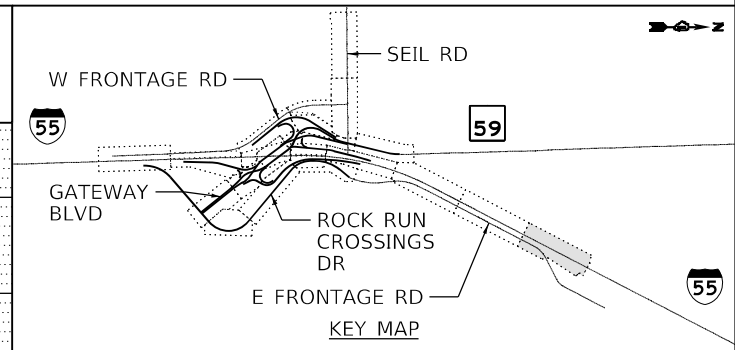 N
SEIL RD
W FRONTAGE RD
55
59
GATEWAY
BLVD
ROCK RUN
CROSSINGS
DR
E FRONTAGE RD
55
KEY MAP